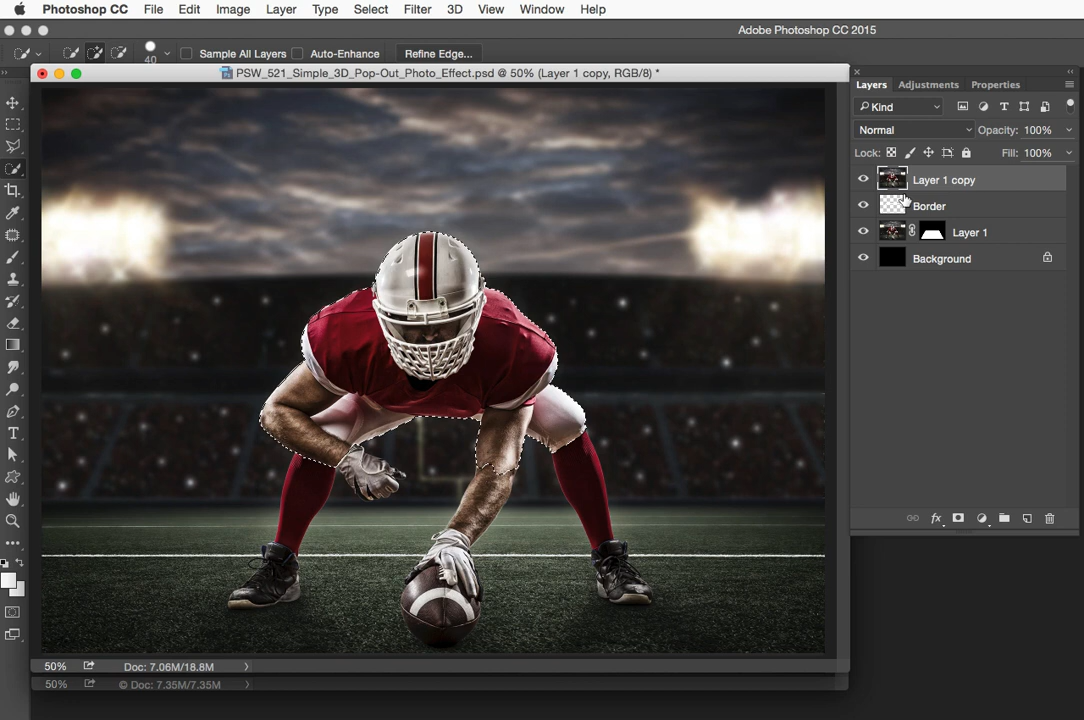 Photoshop CC File Edit Image Layer Type Select Filter 3D View Window Help
Adobe Photoshop CC 2015
40 Sample All Layers Auto-Enhance Refine Edge...
PSW_521_Simple_3D_Pop-Out_Photo_Effect.psd @ 50% (Layer 1 copy, RGB/8) *
Layers Adjustments Properties
Kind
Normal Opacity: 100%
Lock: Fill: 100%
Layer 1 copy
Border
Layer 1
Background
50% Doc: 7.06M/18.8M
50% © Doc: 7.35M/7.35M